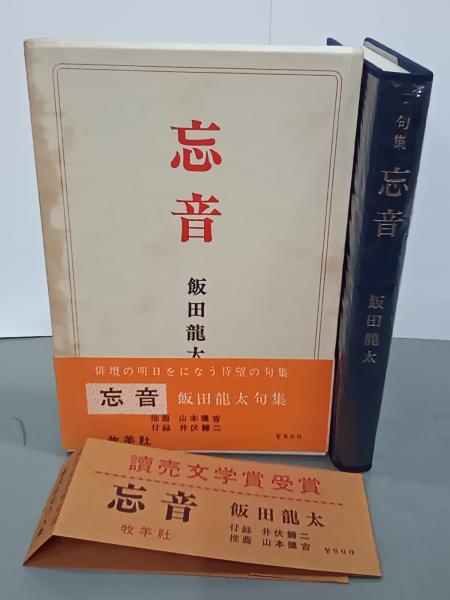 忘音
飯田龍太
俳壇の明日をになう待望の句集
忘音 飯田龍太句集
推薦 山本健吉
付録 井伏鱒二
牧羊社
¥800
句集 忘音 飯田龍太
讀売文学賞受賞
忘音 飯田龍太
付録 井伏鱒二
推薦 山本健吉
牧羊社
¥800